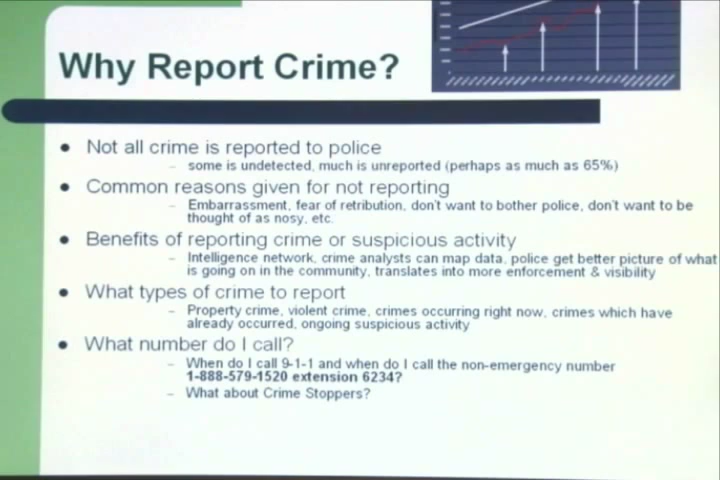 Why Report Crime?
● Not all crime is reported to police
– some is undetected, much is unreported (perhaps as much as 65%)
● Common reasons given for not reporting
– Embarrassment, fear of retribution, don't want to bother police, don't want to be
thought of as nosy, etc.
● Benefits of reporting crime or suspicious activity
– Intelligence network, crime analysts can map data, police get better picture of what
is going on in the community, translates into more enforcement & visibility
● What types of crime to report
– Property crime, violent crime, crimes occurring right now, crimes which have
already occurred, ongoing suspicious activity
● What number do I call?
– When do I call 9-1-1 and when do I call the non-emergency number
1-888-579-1520 extension 6234?
– What about Crime Stoppers?